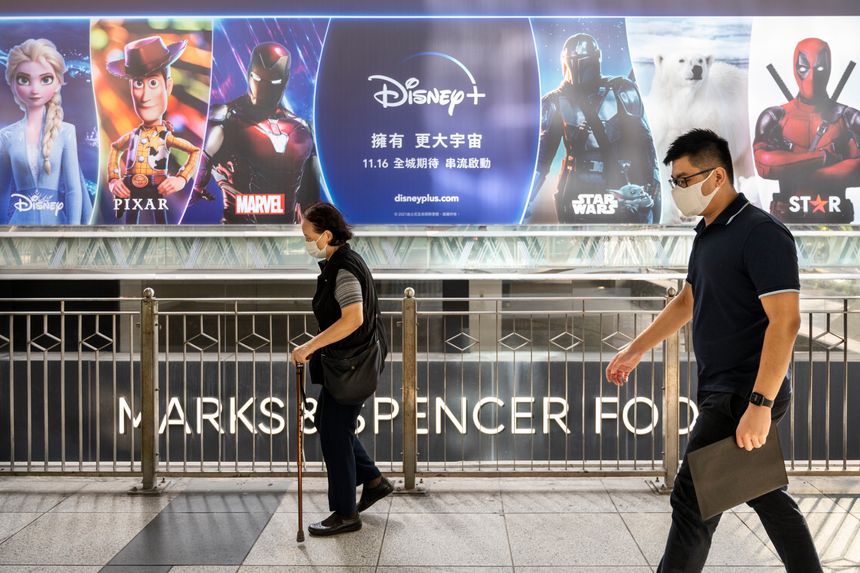 Disney+
擁有 更大宇宙
11.16 全城期待 串流啟動
disneyplus.com
Disney
PIXAR
MARVEL
STAR
WARS
STAR
MARKS & SPENCER FOOD